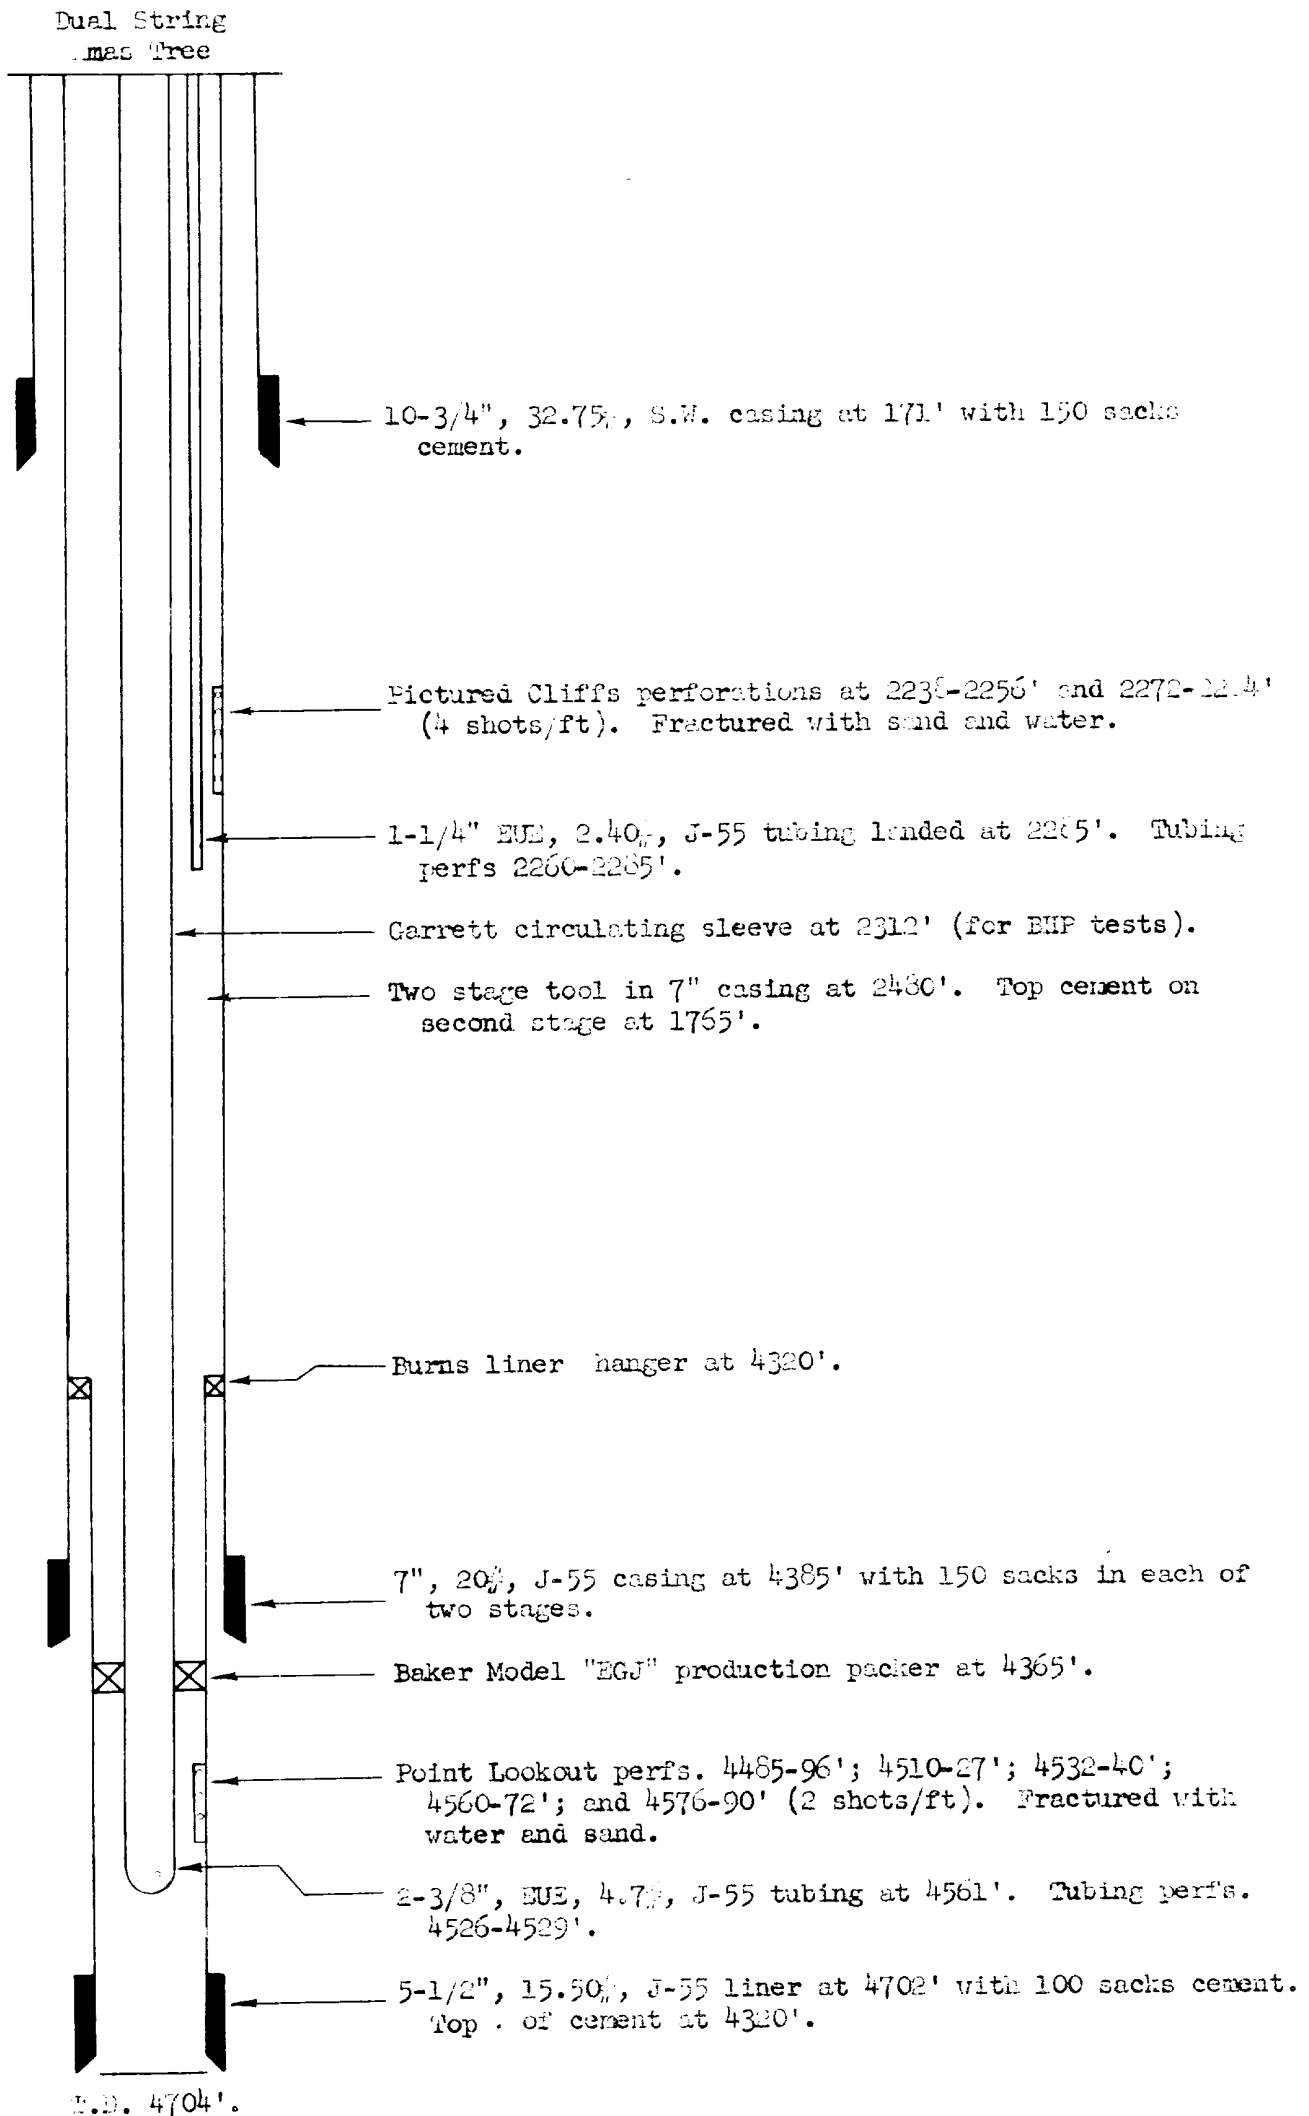 Dual String
mas Tree
10-3/4", 32.75#, S.W. casing at 171' with 150 sacks
cement.
Pictured Cliffs perforations at and
(4 shots/ft). Fractured with sand and water.
1-1/4" EUE, 2.40#, J-55 tubing landed at Tubing
perfs 2260-2285'.
Garrett circulating sleeve at 2312' (for BHP tests).
Two stage tool in 7" casing at 2480'. Top cement on
second stage at 1765'.
Burns liner hanger at 4320'.
7", 20#, J-55 casing at 4385' with 150 sacks in each of
two stages.
Baker Model "EGJ" production packer at 4365'.
Point Lookout perfs. 4485-96'; 4510-27'; 4532-40';
4560-72'; and 4576-90' (2 shots/ft). Fractured with
water and sand.
2-3/8", EUE, 4.7#, J-55 tubing at 4561'. Tubing perfs.
4526-4529'.
5-1/2", 15.50#, J-55 liner at 4702' with 100 sacks cement.
Top . of cement at 4320'.
T.D. 4704'.